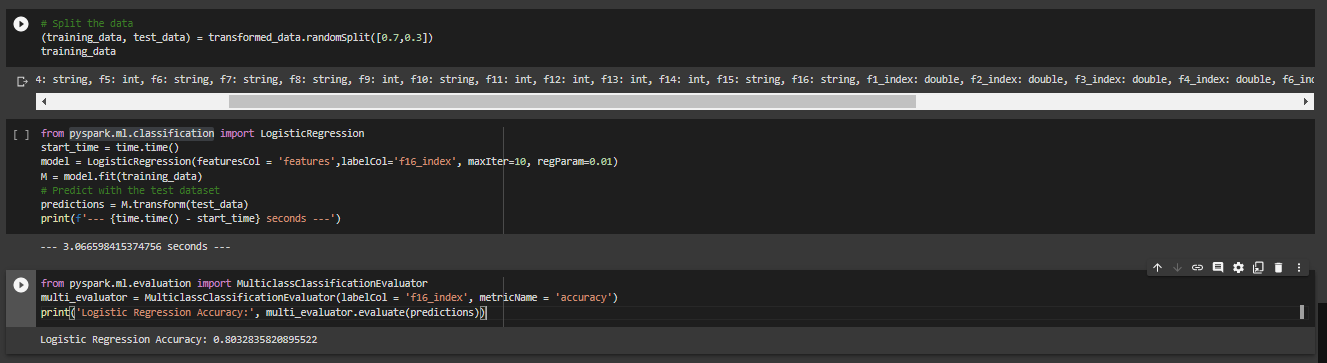 # Split the data
(training_data, test_data) = transformed_data.randomSplit([0.7,0.3])
training_data
4: string, f5: int, f6: string, f7: string, f8: string, f9: int, f10: string, f11: int, f12: int, f13: int, f14: int, f15: string, f16: string, f1_index: double, f2_index: double, f3_index: double, f4_index: double, f6_ind
[ ] from pyspark.ml.classification import LogisticRegression
start_time = time.time()
model = LogisticRegression(featuresCol = 'features',labelCol='f16_index', maxIter=10, regParam=0.01)
M = model.fit(training_data)
# Predict with the test dataset
predictions = M.transform(test_data)
print(f'--- {time.time() - start_time} seconds ---')
--- 3.066598415374756 seconds ---
from pyspark.ml.evaluation import MulticlassClassificationEvaluator
multi_evaluator = MulticlassClassificationEvaluator(labelCol = 'f16_index', metricName = 'accuracy')
print('Logistic Regression Accuracy:', multi_evaluator.evaluate(predictions))
Logistic Regression Accuracy: 0.8032835820895522